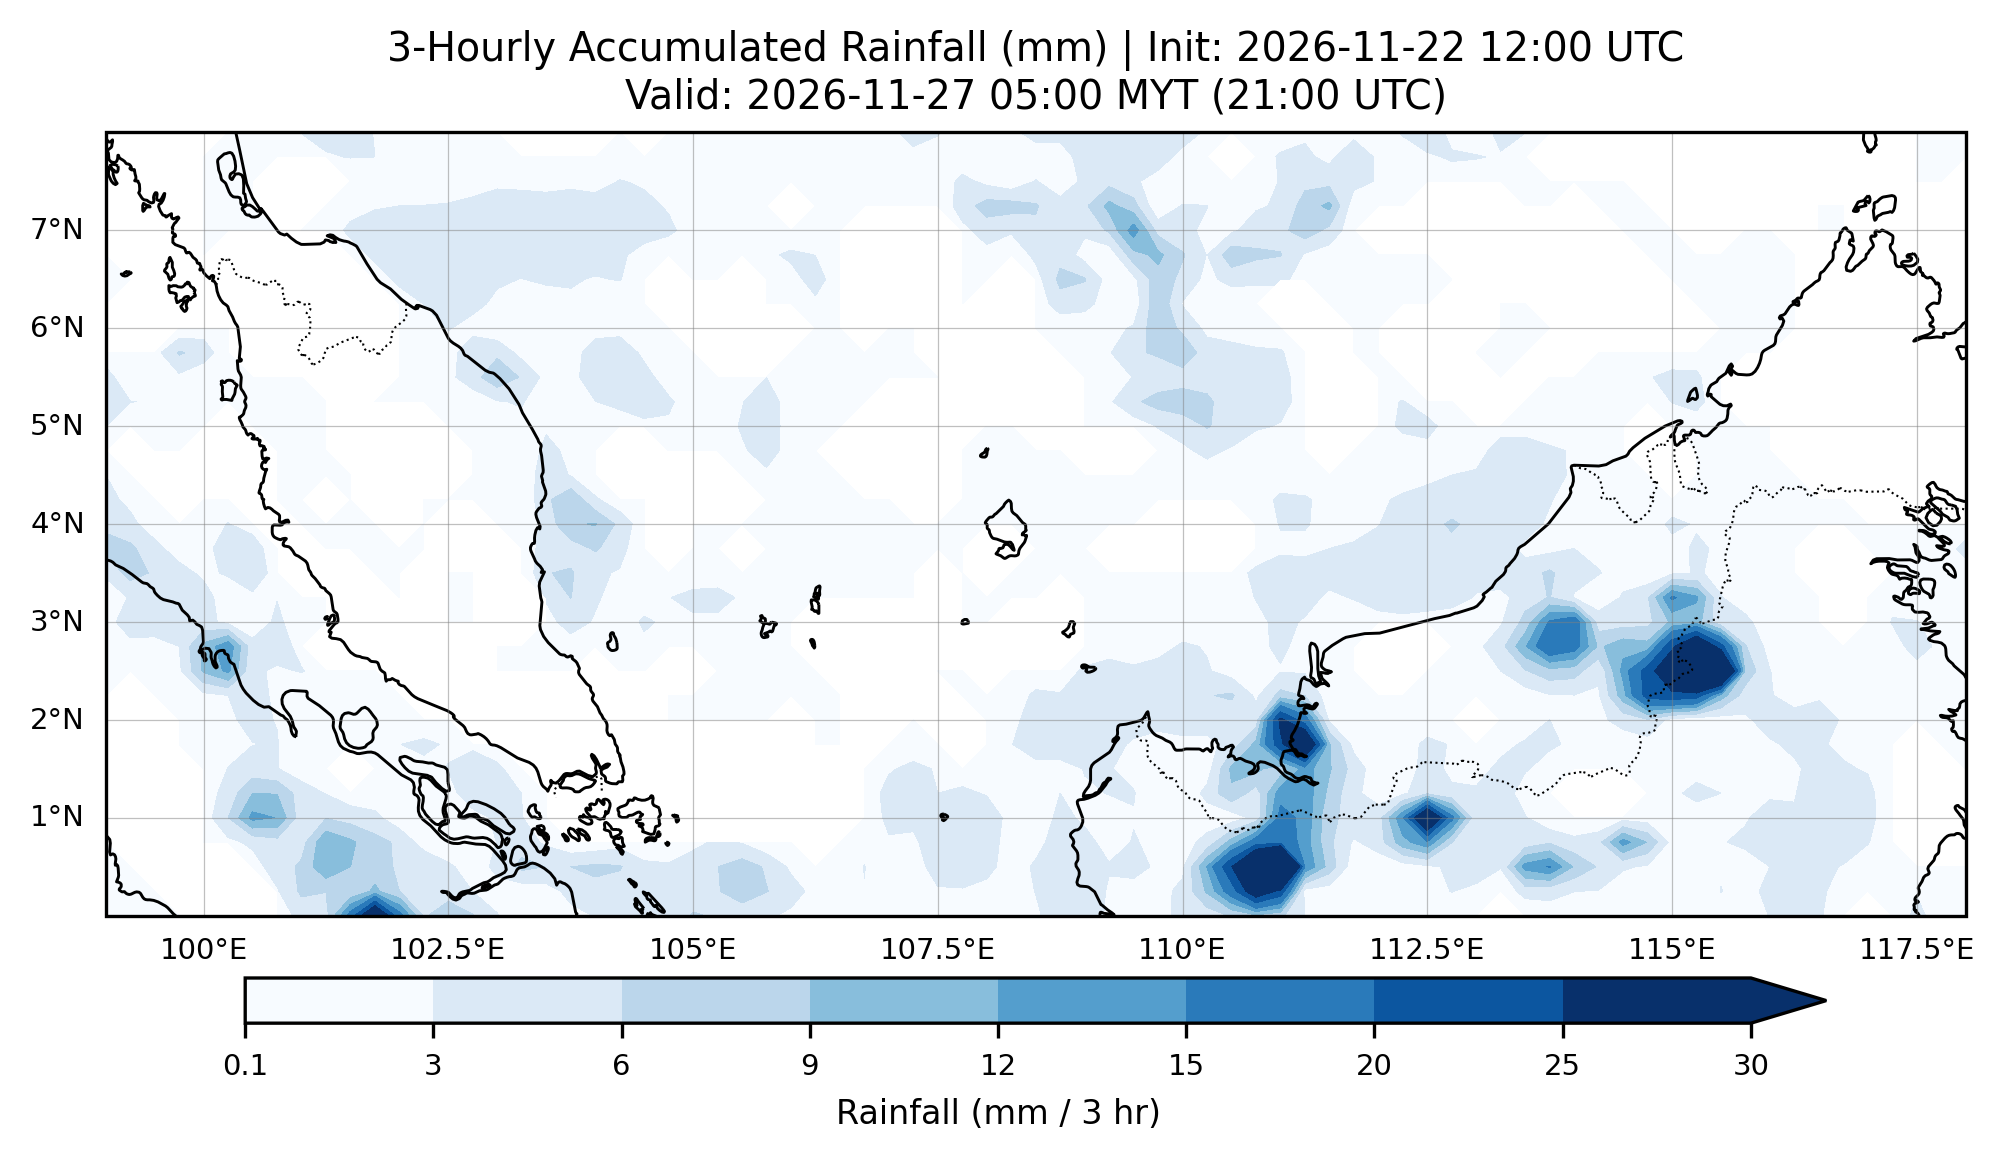 3-Hourly Accumulated Rainfall (mm) | Init: 2026-11-22 12:00 UTC
Valid: 2026-11-27 05:00 MYT (21:00 UTC)
7°N
6°N
5°N
4°N
3°N
2°N
1°N
100°E 102.5°E 105°E 107.5°E 110°E 112.5°E 115°E 117.5°E
0.1 3 6 9 12 15 20 25 30
Rainfall (mm / 3 hr)